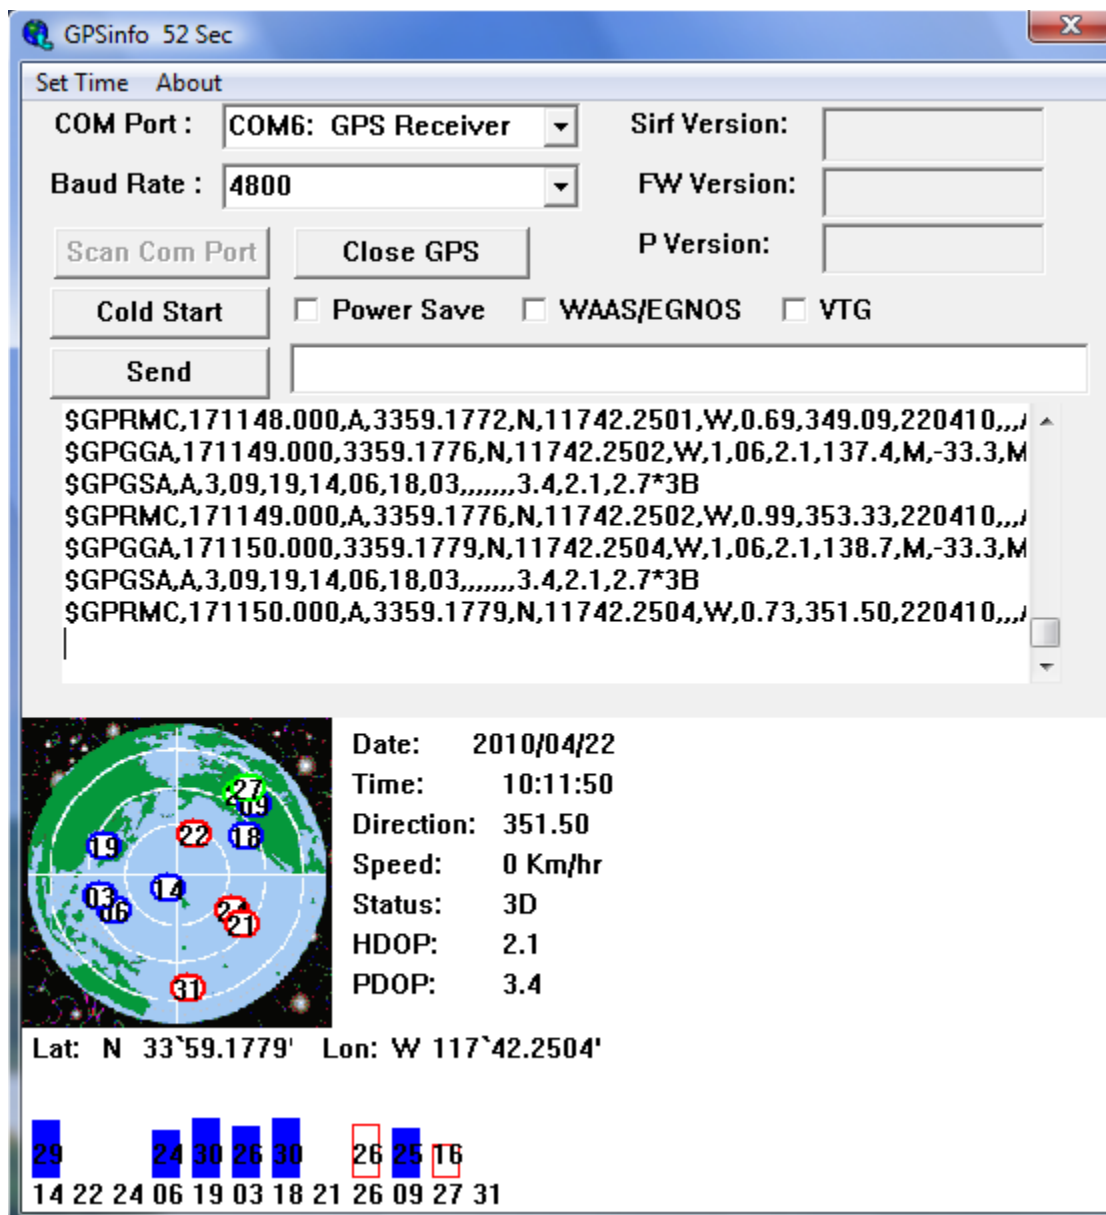 GPSinfo 52 Sec
X
Set Time About
COM Port : COM6: GPS Receiver Sirf Version:
Baud Rate : 4800 FW Version:
Scan Com Port Close GPS P Version:
Cold Start Power Save WAAS/EGNOS VTG
Send
$GPRMC,171148.000,A,3359.1772,N,11742.2501,W,0.69,349.09,220410,,,
$GPGGA,171149.000,3359.1776,N,11742.2502,W,1,06,2.1,137.4,M,-33.3,M
$GPGSA,A,3,09,19,14,06,18,03,,,,,,,3.4,2.1,2.7*3B
$GPRMC,171149.000,A,3359.1776,N,11742.2502,W,0.99,353.33,220410,,,
$GPGGA,171150.000,3359.1779,N,11742.2504,W,1,06,2.1,138.7,M,-33.3,M
$GPGSA,A,3,09,19,14,06,18,03,,,,,,,3.4,2.1,2.7*3B
$GPRMC,171150.000,A,3359.1779,N,11742.2504,W,0.73,351.50,220410,,,
Date: 2010/04/22
Time: 10:11:50
Direction: 351.50
Speed: 0 Km/hr
Status: 3D
HDOP: 2.1
PDOP: 3.4
27
09
22 18
19
14
03
06 24
21
31
Lat: N 33`59.1779' Lon: W 117`42.2504'
29 24 30 26 30 26 25 16
14 22 24 06 19 03 18 21 26 09 27 31